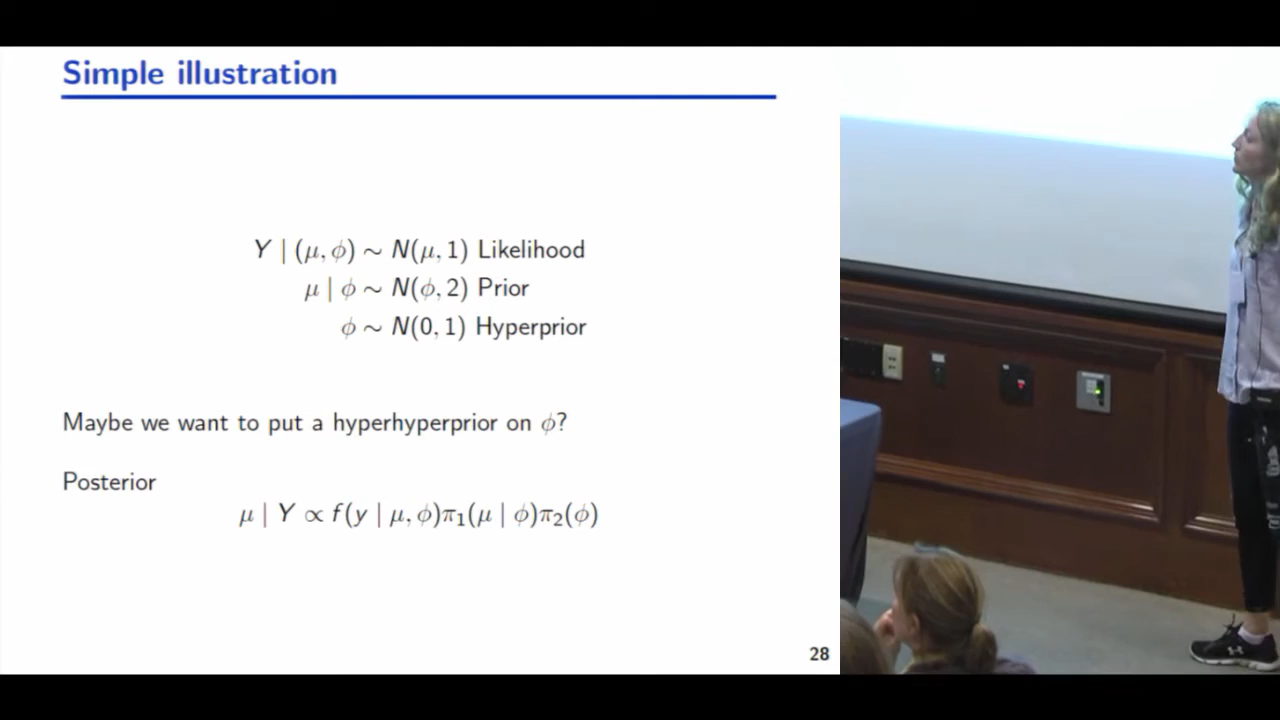 Simple illustration
Y | (μ, ϕ) ∼ N(μ, 1) Likelihood
μ | ϕ ∼ N(ϕ, 2) Prior
ϕ ∼ N(0, 1) Hyperprior
Maybe we want to put a hyperhyperprior on ϕ?
Posterior
μ | Y ∝ f(y | μ, ϕ)π₁(μ | ϕ)π₂(ϕ)
28